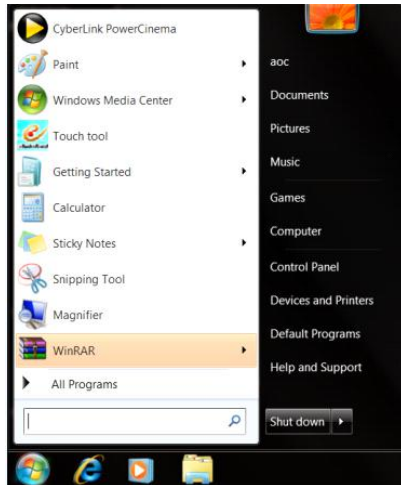 CyberLink PowerCinema
Paint
Windows Media Center
Touch tool
Getting Started
Calculator
Sticky Notes
Snipping Tool
Magnifier
WinRAR
All Programs
aoc
Documents
Pictures
Music
Games
Computer
Control Panel
Devices and Printers
Default Programs
Help and Support
Shut down